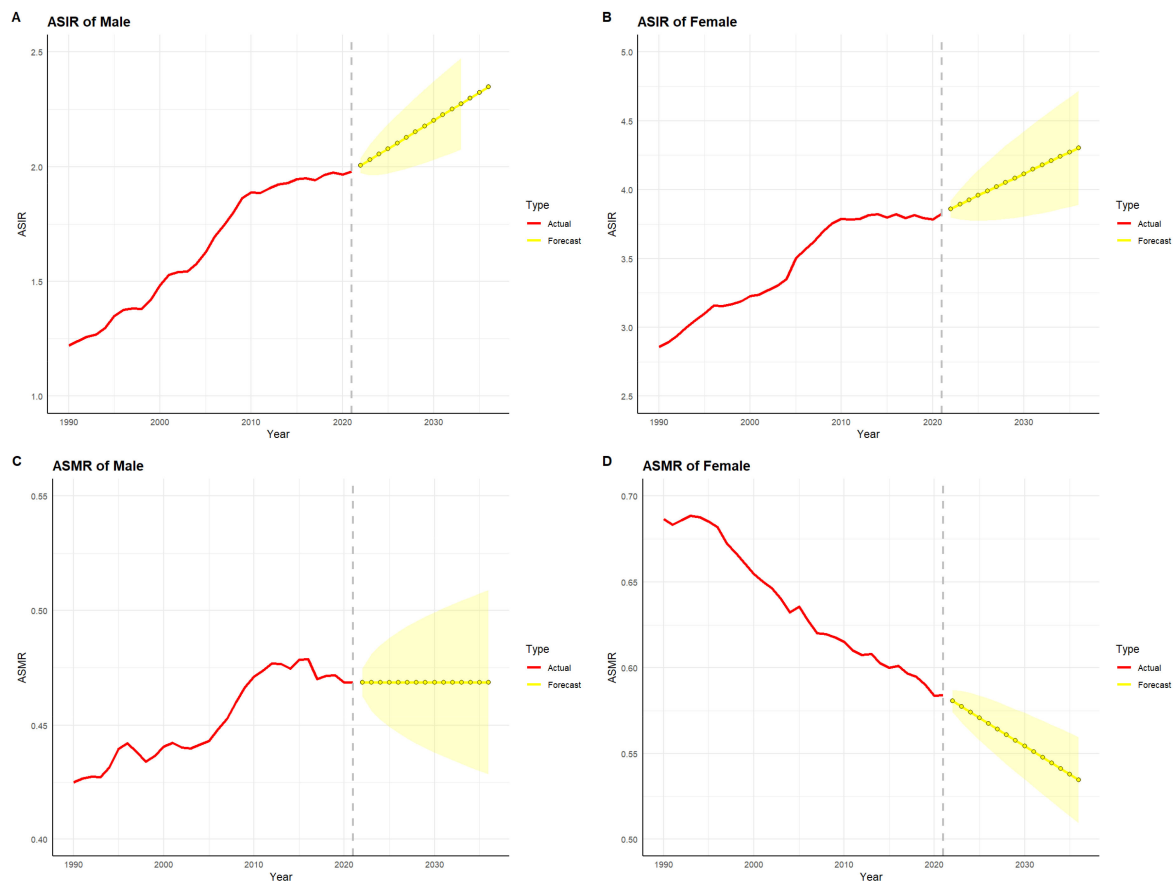 A
ASIR of Male
2.5
2.0
1.5
1.0
ASIR
1990
2000
2010
2020
2030
Year
Type
Actual
Forecast
B
ASIR of Female
5.0
4.5
4.0
3.5
3.0
2.5
ASIR
1990
2000
2010
2020
2030
Year
Type
Actual
Forecast
C
ASMR of Male
0.55
0.50
0.45
0.40
ASMR
1990
2000
2010
2020
2030
Year
Type
Actual
Forecast
D
ASMR of Female
0.70
0.65
0.60
0.55
0.50
ASMR
1990
2000
2010
2020
2030
Year
Type
Actual
Forecast